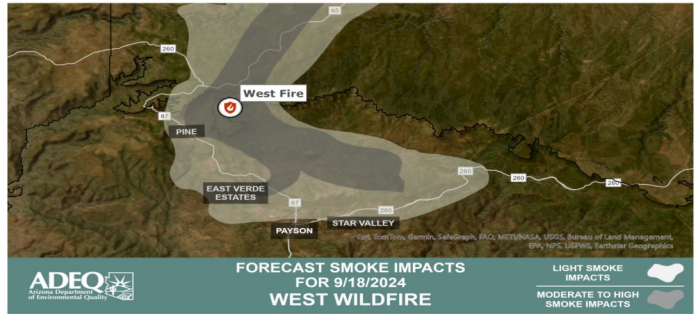 63
260
West Fire
87
PINE
260
260
260
EAST VERDE
ESTATES
87
260
STAR VALLEY
PAYSON
Esri, TomTom, Garmin, SafeGraph, FAO, METI/NASA, USGS, Bureau of Land Management,
EPA, NPS, USFWS, Earthstar Geographics
ADEQ
Arizona Department
of Environmental Quality
FORECAST SMOKE IMPACTS
FOR 9/18/2024
WEST WILDFIRE
LIGHT SMOKE
IMPACTS
MODERATE TO HIGH
SMOKE IMPACTS